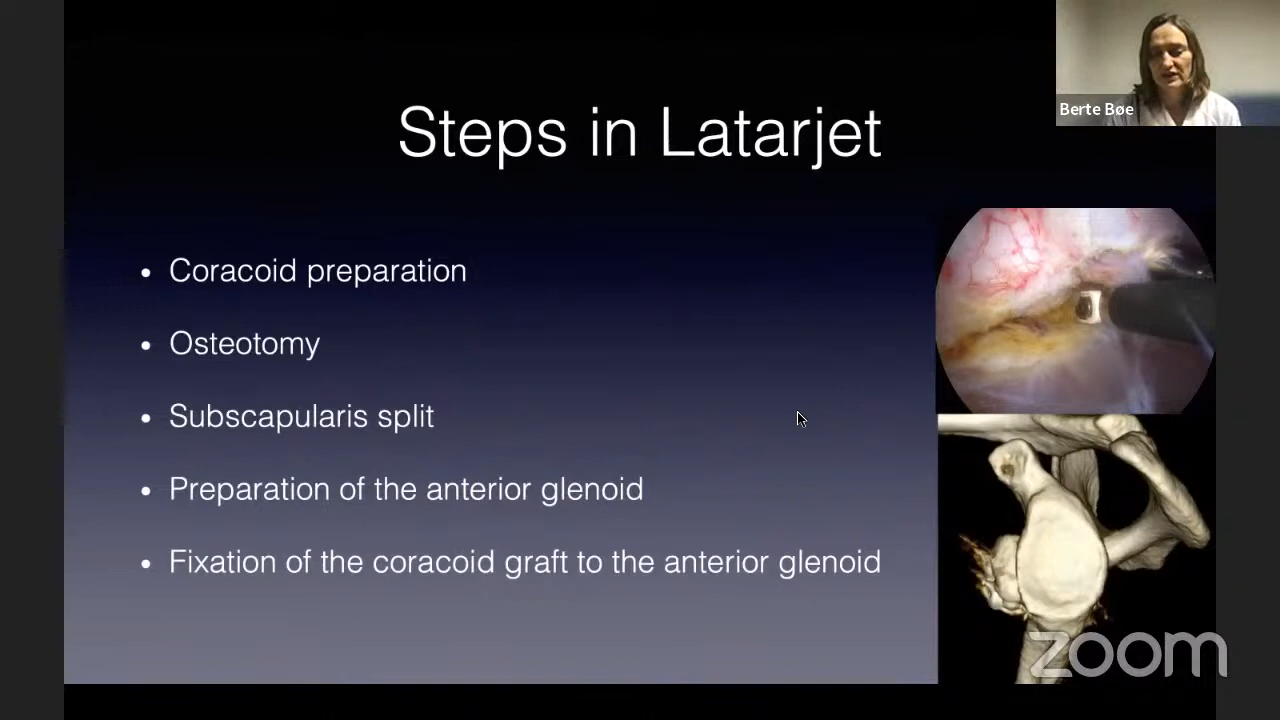 Berte Bøe
Steps in Latarjet
• Coracoid preparation
• Osteotomy
• Subscapularis split
• Preparation of the anterior glenoid
• Fixation of the coracoid graft to the anterior glenoid
zoom